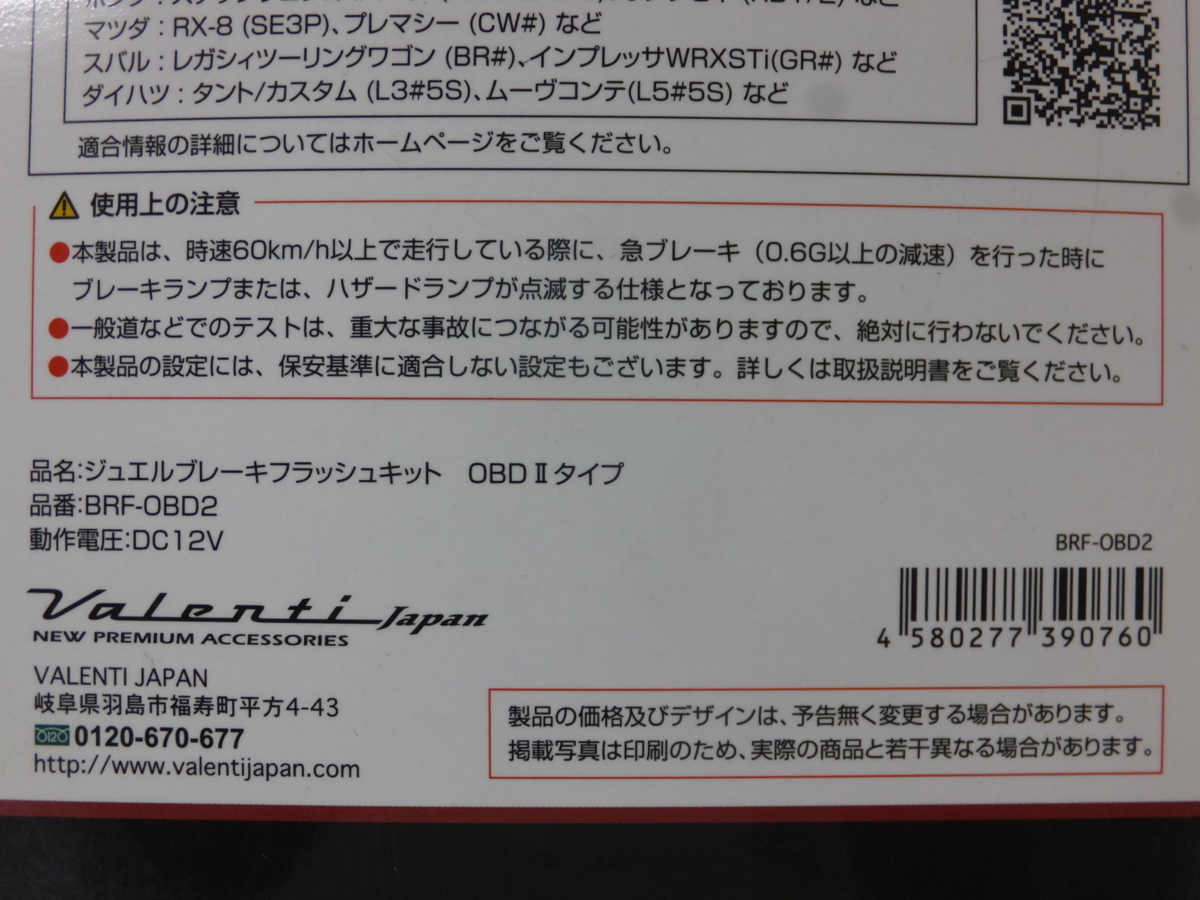 マツダ：RX-8 (SE3P)、プレマシー (CW#) など
スバル：レガシィツーリングワゴン (BR#)、インプレッサWRXSTi(GR#) など
ダイハツ：タント/カスタム (L3#5S)、ムーヴコンテ(L5#5S) など
適合情報の詳細についてはホームページをご覧ください。
使用上の注意
●本製品は、時速60km/h以上で走行している際に、急ブレーキ（0.6G以上の減速）を行った時に
ブレーキランプまたは、ハザードランプが点滅する仕様となっております。
●一般道などでのテストは、重大な事故につながる可能性がありますので、絶対に行わないでください。
●本製品の設定には、保安基準に適合しない設定もございます。詳しくは取扱説明書をご覧ください。
品名:ジュエルブレーキフラッシュキット　OBDⅡタイプ
品番:BRF-OBD2
動作電圧:DC12V
BRF-OBD2
4 580277 390760
Valenti Japan
NEW PREMIUM ACCESSORIES
VALENTI JAPAN
岐阜県羽島市福寿町平方4-43
0120-670-677
http://www.valentijapan.com
製品の価格及びデザインは、予告無く変更する場合があります。
掲載写真は印刷のため、実際の商品と若干異なる場合があります。